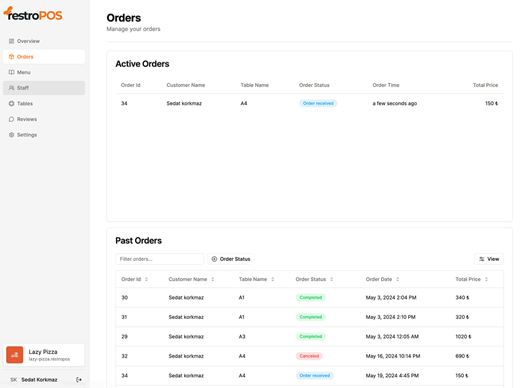 restroPOS
Overview
Orders
Menu
Staff
Tables
Reviews
Settings
Lazy Pizza
lazy-pizza.restropos
SK Sedat Korkmaz
Orders
Manage your orders
Active Orders
Order Id Customer Name Table Name Order Status Order Time Total Price
34 Sedat korkmaz A4 Order received a few seconds ago 150 ₺
Past Orders
Filter orders... Order Status View
Order Id Customer Name Table Name Order Status Order Date Total Price
30 Sedat korkmaz A1 Completed May 3, 2024 2:04 PM 340 ₺
31 Sedat korkmaz A1 Completed May 3, 2024 2:10 PM 320 ₺
29 Sedat korkmaz A3 Completed May 3, 2024 12:05 AM 1020 ₺
32 Sedat korkmaz A4 Canceled May 16, 2024 10:14 PM 690 ₺
34 Sedat korkmaz A4 Order received May 19, 2024 4:45 PM 150 ₺